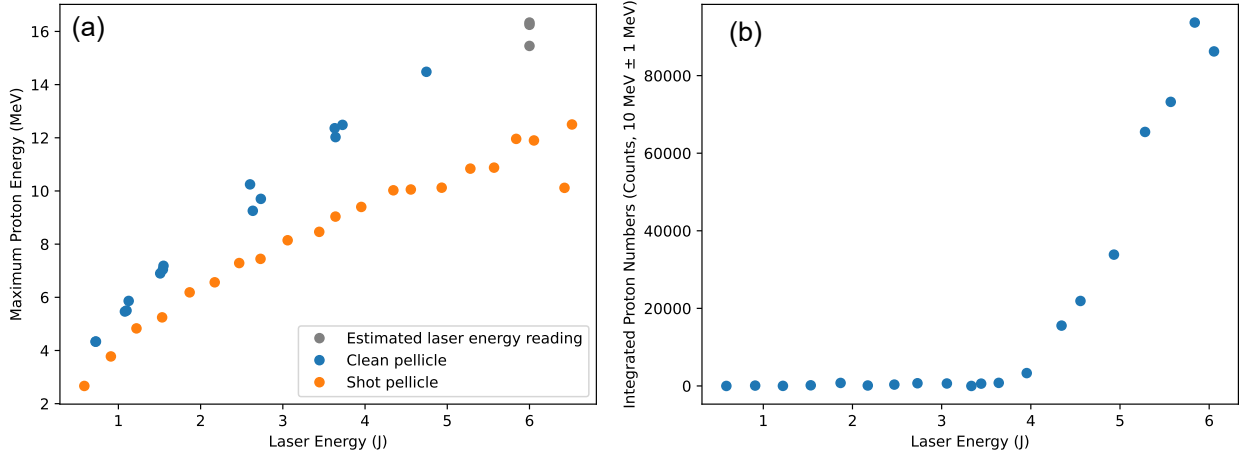 (a)
Maximum Proton Energy (MeV)
16
14
12
10
8
6
4
2
Estimated laser energy reading
Clean pellicle
Shot pellicle
1 2 3 4 5 6
Laser Energy (J)
(b)
Integrated Proton Numbers (Counts, 10 MeV ± 1 MeV)
80000
60000
40000
20000
0
1 2 3 4 5 6
Laser Energy (J)